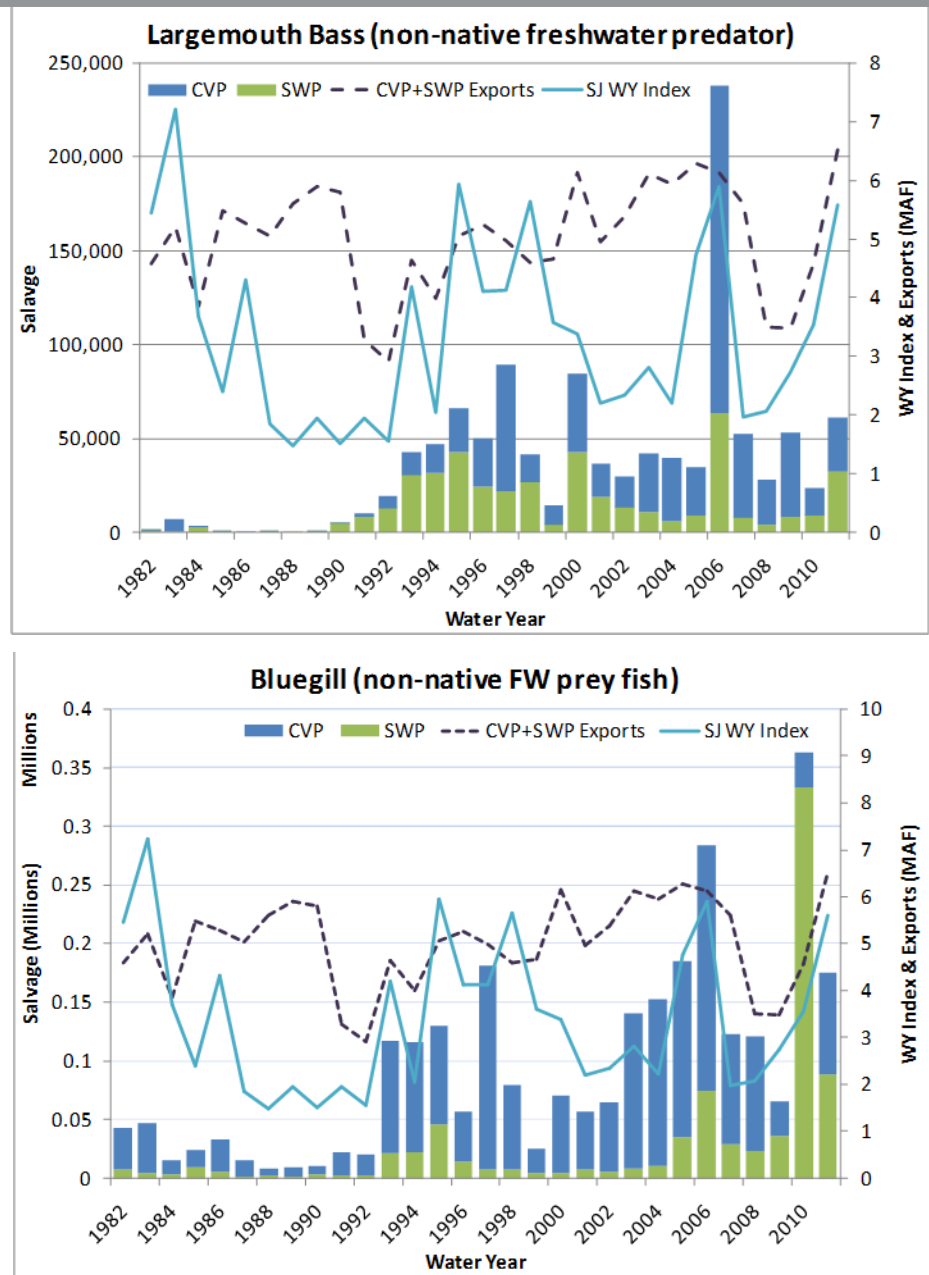 Largemouth Bass (non-native freshwater predator)
250,000
200,000
150,000
100,000
50,000
0
Salavge
CVP SWP CVP+SWP Exports SJ WY Index
8
7
6
5
4
3
2
1
0
WY Index & Exports (MAF)
1982 1984 1986 1988 1990 1992 1994 1996 1998 2000 2002 2004 2006 2008 2010
Water Year
Bluegill (non-native FW prey fish)
0.4
0.35
0.3
0.25
0.2
0.15
0.1
0.05
0
Millions
Salvage (Millions)
CVP SWP CVP+SWP Exports SJ WY Index
10
9
8
7
6
5
4
3
2
1
0
WY Index & Exports (MAF)
1982 1984 1986 1988 1990 1992 1994 1996 1998 2000 2002 2004 2006 2008 2010
Water Year